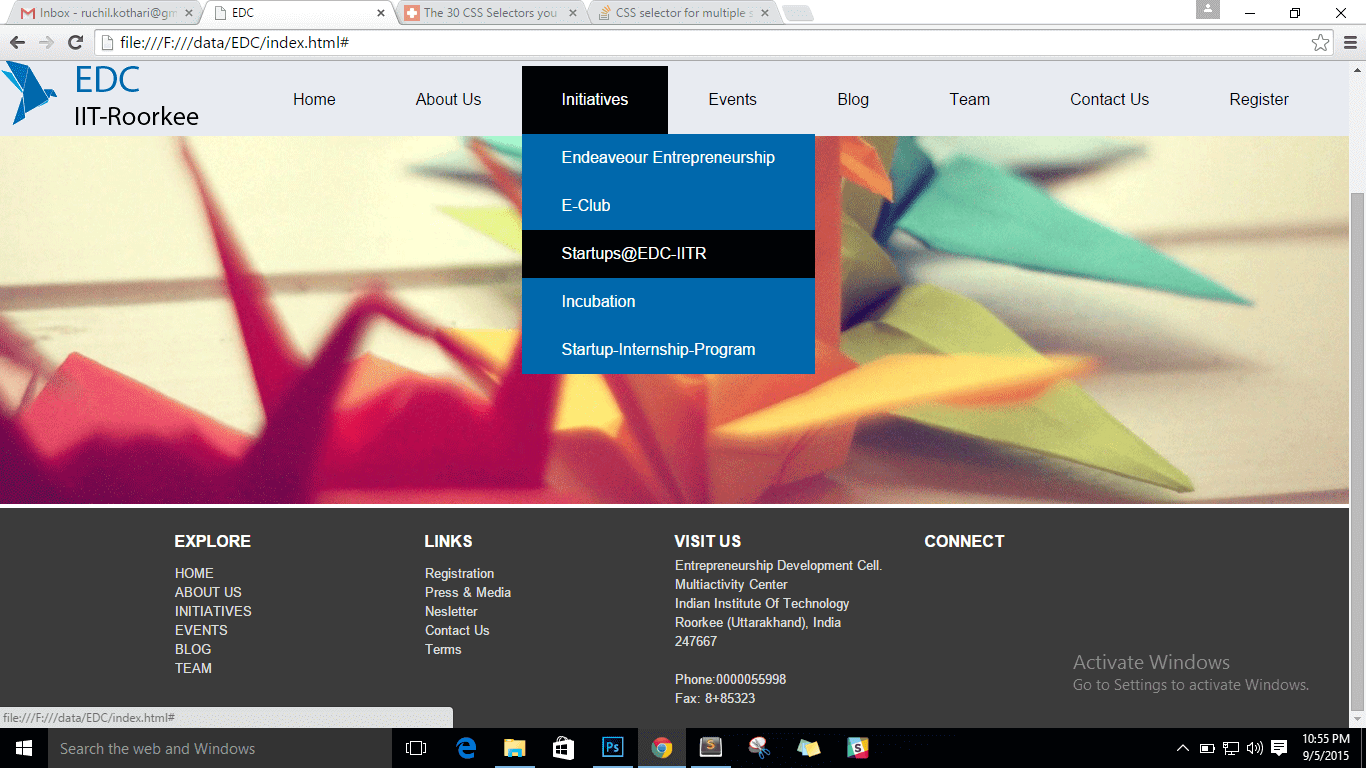 Inbox - ruchil.kothari@gm
EDC
The 30 CSS Selectors you
CSS selector for multiple s
file:///F:///data/EDC/index.html#
EDC
IIT-Roorkee
Home
About Us
Initiatives
Events
Blog
Team
Contact Us
Register
Endeaveour Entrepreneurship
E-Club
Startups@EDC-IITR
Incubation
Startup-Internship-Program
EXPLORE
HOME
ABOUT US
INITIATIVES
EVENTS
BLOG
TEAM
LINKS
Registration
Press & Media
Nesletter
Contact Us
Terms
VISIT US
Entrepreneurship Development Cell.
Multiactivity Center
Indian Institute Of Technology
Roorkee (Uttarakhand), India
247667
Phone:0000055998
Fax: 8+85323
CONNECT
Activate Windows
Go to Settings to activate Windows.
file:///F:///data/EDC/index.html#
Search the web and Windows
Ps
S
S
10:55 PM
9/5/2015